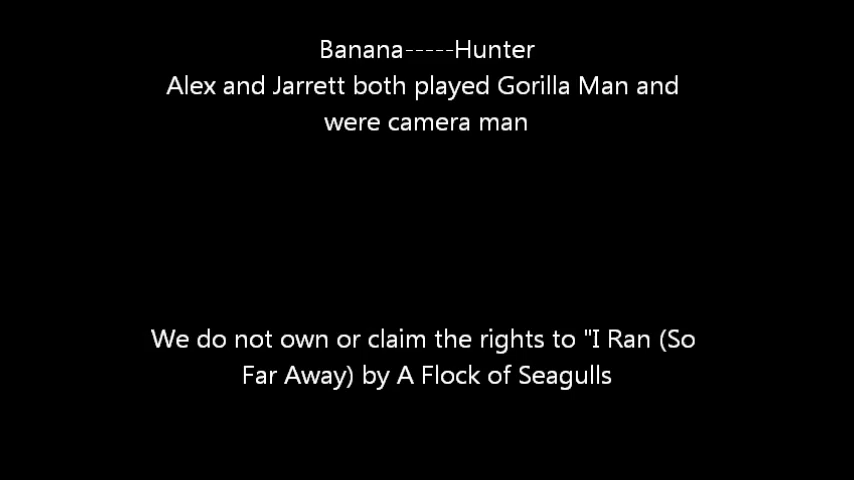 Banana-----Hunter
Alex and Jarrett both played Gorilla Man and
were camera man
We do not own or claim the rights to "I Ran (So
Far Away) by A Flock of Seagulls